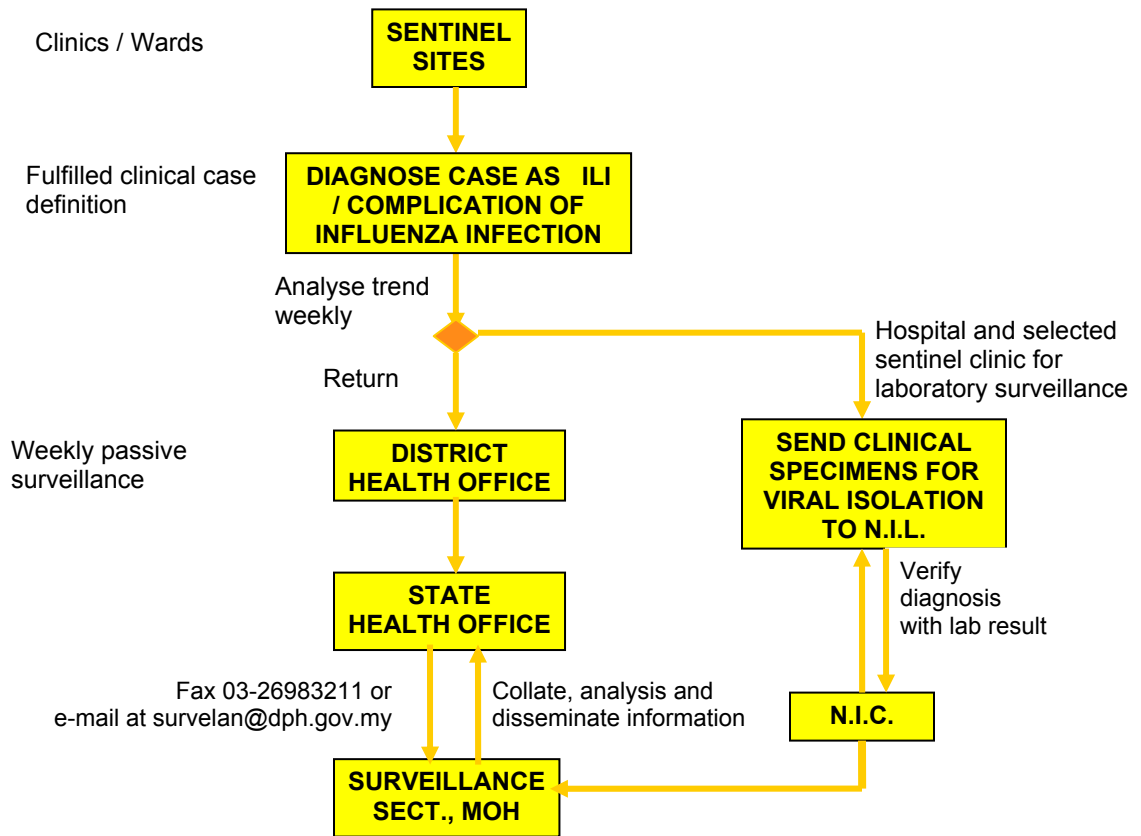 Clinics / Wards
SENTINEL
SITES
Fulfilled clinical case
definition
DIAGNOSE CASE AS ILI
/ COMPLICATION OF
INFLUENZA INFECTION
Analyse trend
weekly
Hospital and selected
sentinel clinic for
laboratory surveillance
Return
Weekly passive
surveillance
DISTRICT
HEALTH OFFICE
SEND CLINICAL
SPECIMENS FOR
VIRAL ISOLATION
TO N.I.L.
STATE
HEALTH OFFICE
Verify
diagnosis
with lab result
Fax 03-26983211 or
e-mail at survelan@dph.gov.my
Collate, analysis and
disseminate information
N.I.C.
SURVEILLANCE
SECT., MOH